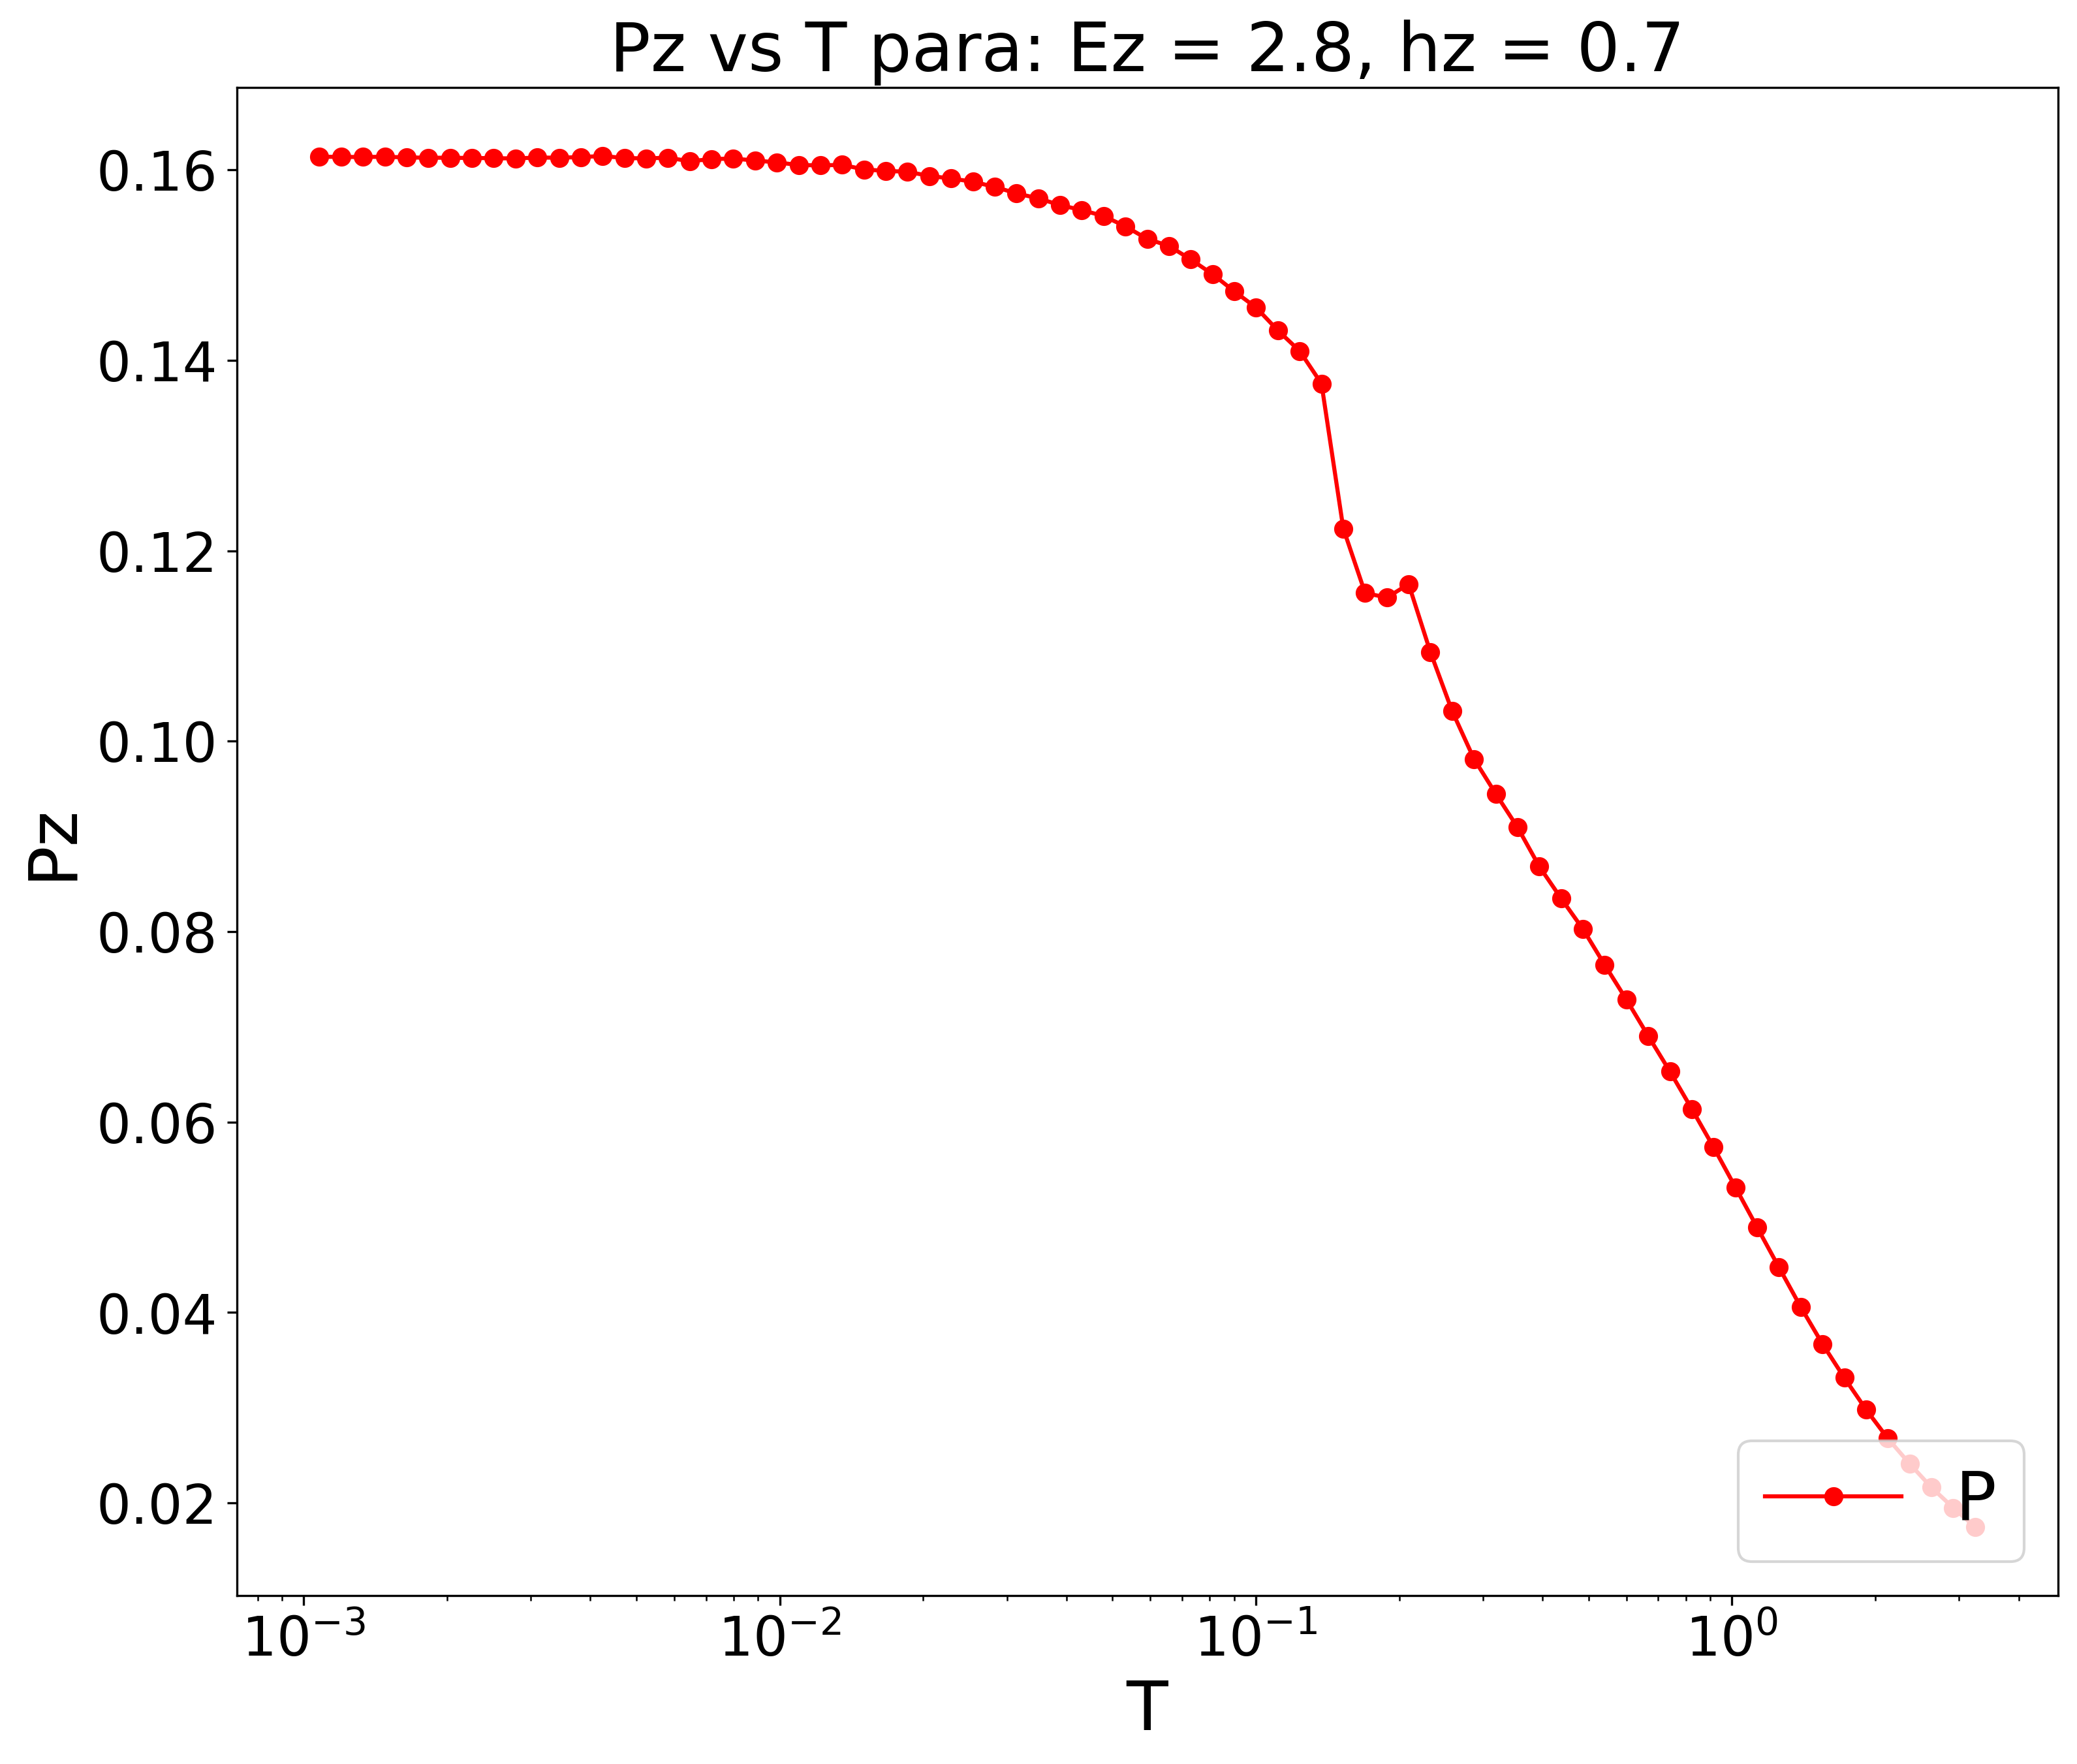 Pz vs T para: Ez = 2.8, hz = 0.7
0.16
0.14
0.12
0.10
0.08
0.06
0.04
0.02
Pz
P
10⁻³ 10⁻² 10⁻¹ 10⁰
T